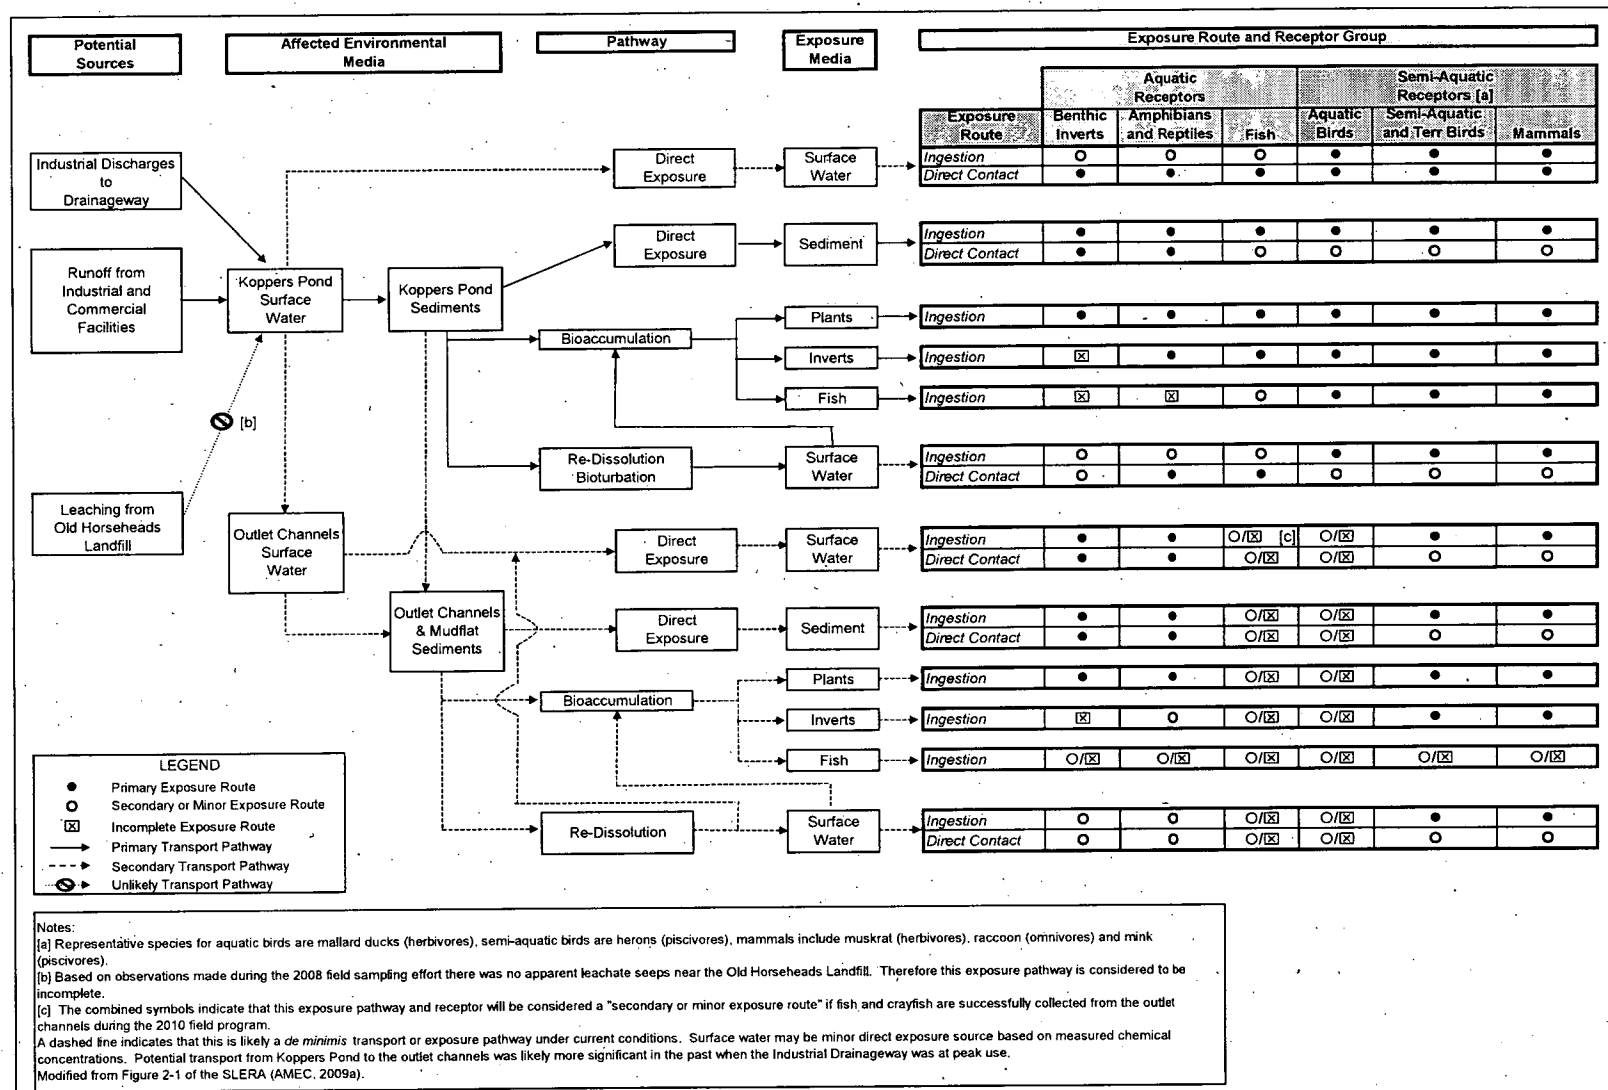 Potential
Sources
Affected Environmental
Media
Pathway
Exposure
Media
Exposure Route and Receptor Group
Aquatic
Receptors
Semi-Aquatic
Receptors [a]
Exposure
Route
Benthic
Inverts
Amphibians
and Reptiles
Fish
Aquatic
Birds
Semi-Aquatic
and Terr Birds
Mammals
Industrial Discharges
to
Drainageway
Direct
Exposure
Surface
Water
Ingestion
Direct Contact
Runoff from
Industrial and
Commercial
Facilities
Koppers Pond
Surface
Water
Koppers Pond
Sediments
Direct
Exposure
Sediment
Ingestion
Direct Contact
Bioaccumulation
Plants
Ingestion
Inverts
Ingestion
Fish
Ingestion
[b]
Re-Dissolution
Bioturbation
Surface
Water
Ingestion
Direct Contact
Leaching from
Old Horseheads
Landfill
Outlet Channels
Surface
Water
Direct
Exposure
Surface
Water
Ingestion
[c]
Direct Contact
Outlet Channels
& Mudflat
Sediments
Direct
Exposure
Sediment
Ingestion
Direct Contact
Bioaccumulation
Plants
Ingestion
Inverts
Ingestion
Fish
Ingestion
Re-Dissolution
Surface
Water
Ingestion
Direct Contact
LEGEND
Primary Exposure Route
Secondary or Minor Exposure Route
Incomplete Exposure Route
Primary Transport Pathway
Secondary Transport Pathway
Unlikely Transport Pathway
Notes:
[a] Representative species for aquatic birds are mallard ducks (herbivores), semi-aquatic birds are herons (piscivores), mammals include muskrat (herbivores), raccoon (omnivores) and mink
(piscivores).
[b] Based on observations made during the 2008 field sampling effort there was no apparent leachate seeps near the Old Horseheads Landfill. Therefore this exposure pathway is considered to be
incomplete.
[c] The combined symbols indicate that this exposure pathway and receptor will be considered a "secondary or minor exposure route" if fish and crayfish are successfully collected from the outlet
channels during the 2010 field program.
A dashed line indicates that this is likely a de minimis transport or exposure pathway under current conditions. Surface water may be minor direct exposure source based on measured chemical
concentrations. Potential transport from Koppers Pond to the outlet channels was likely more significant in the past when the Industrial Drainageway was at peak use.
Modified from Figure 2-1 of the SLERA (AMEC, 2009a).